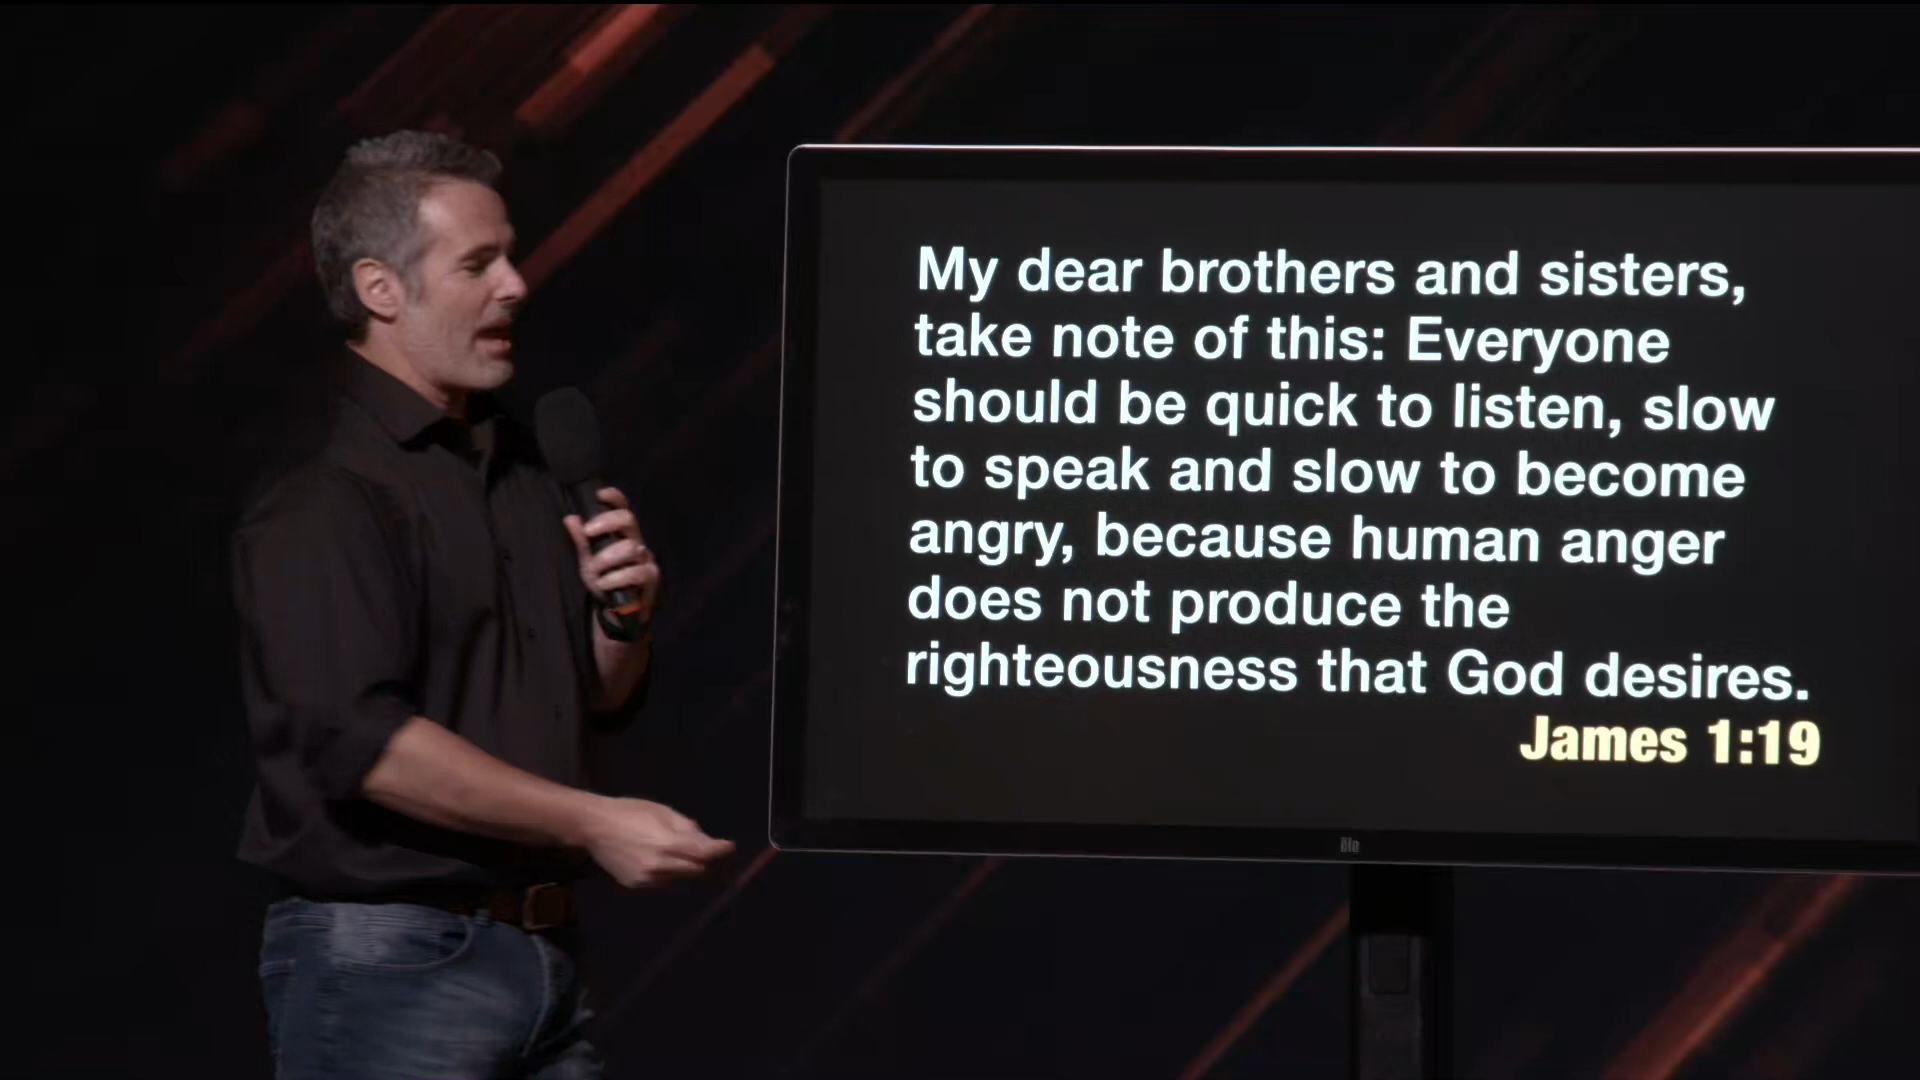 My dear brothers and sisters,
take note of this: Everyone
should be quick to listen, slow
to speak and slow to become
angry, because human anger
does not produce the
righteousness that God desires.
James 1:19
elo